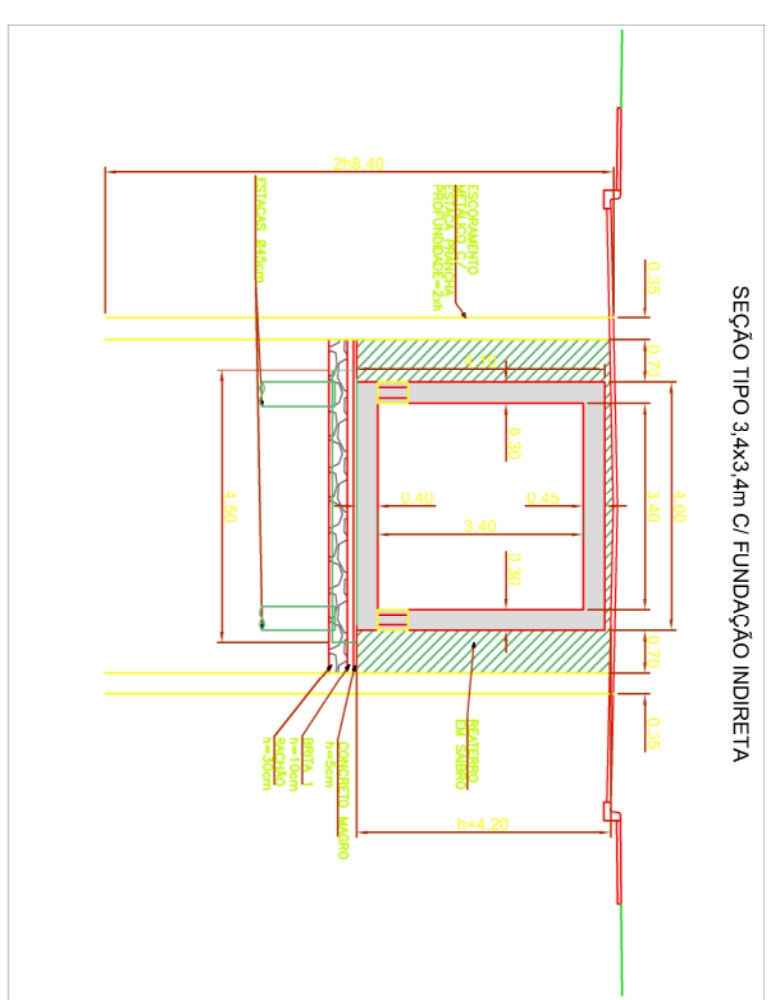 SEÇÃO TIPO 3,4x3,4m C/ FUNDAÇÃO INDIRETA
4.00
3.40
0.35
0.70
0.70
0.35
2h8.40
ESCORAMENTO
METÁLICO C/
ESTACA PRANCHA
PROFUNDIDADE=2xh
4.10
0.30
0.45
3.40
0.40
0.30
h=4.20
REATERRO
EM SAIBRO
ESTACAS Ø45cm
4.50
CONCRETO MAGRO
h=5cm
BRITA 1
h=10cm
RACHÃO
h=30cm